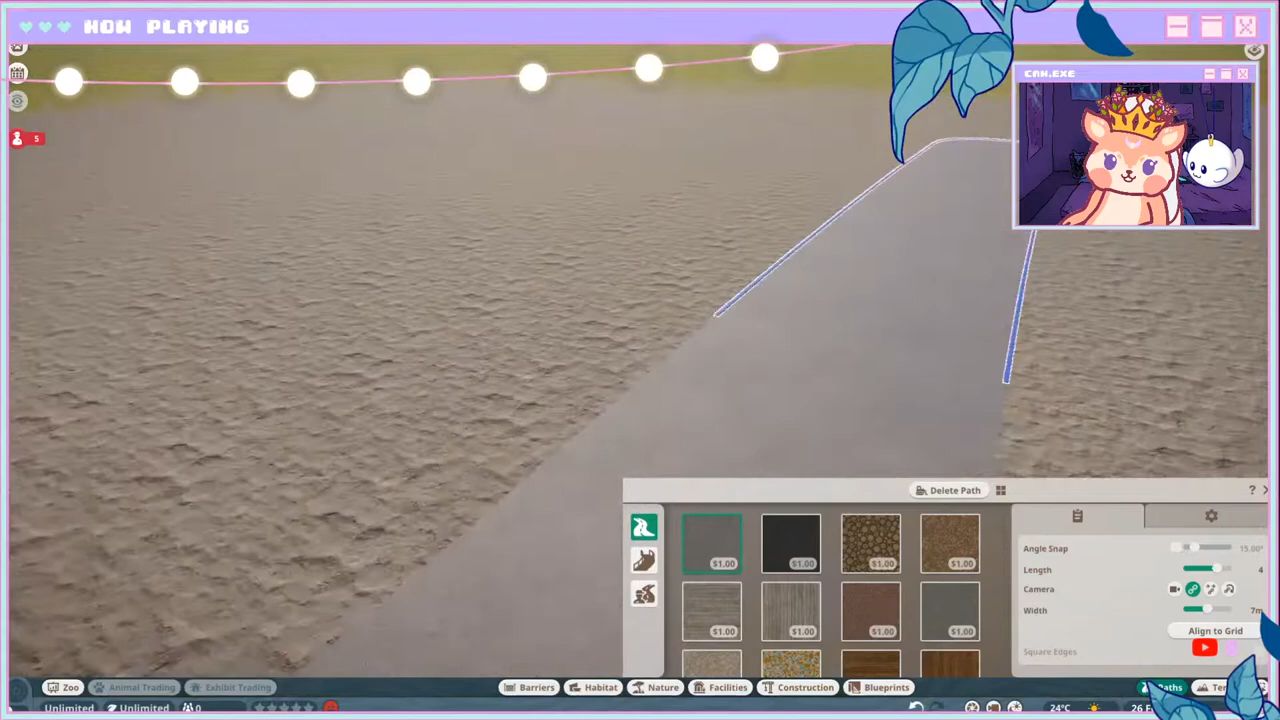 NOW PLAYING
CAM.EXE
5
Delete Path
?
$1.00 $1.00 $1.00 $1.00
$1.00 $1.00 $1.00 $1.00
Angle Snap 15.00°
Length 4
Camera
Width 7m
Align to Grid
Square Edges
Zoo Animal Trading Exhibit Trading Barriers Habitat Nature Facilities Construction Blueprints
Unlimited Unlimited 0 24°C 26